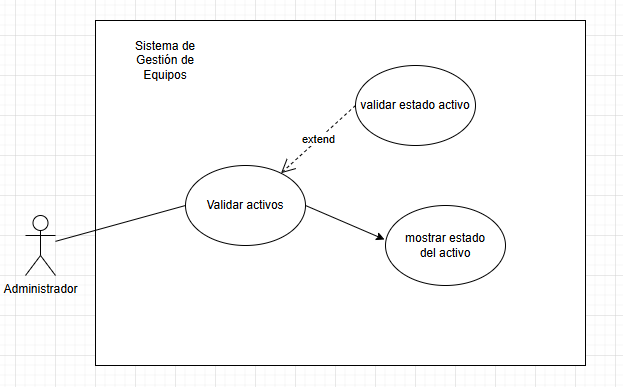 Sistema de
Gestión de
Equipos
validar estado activo
extend
Validar activos
mostrar estado
del activo
Administrador